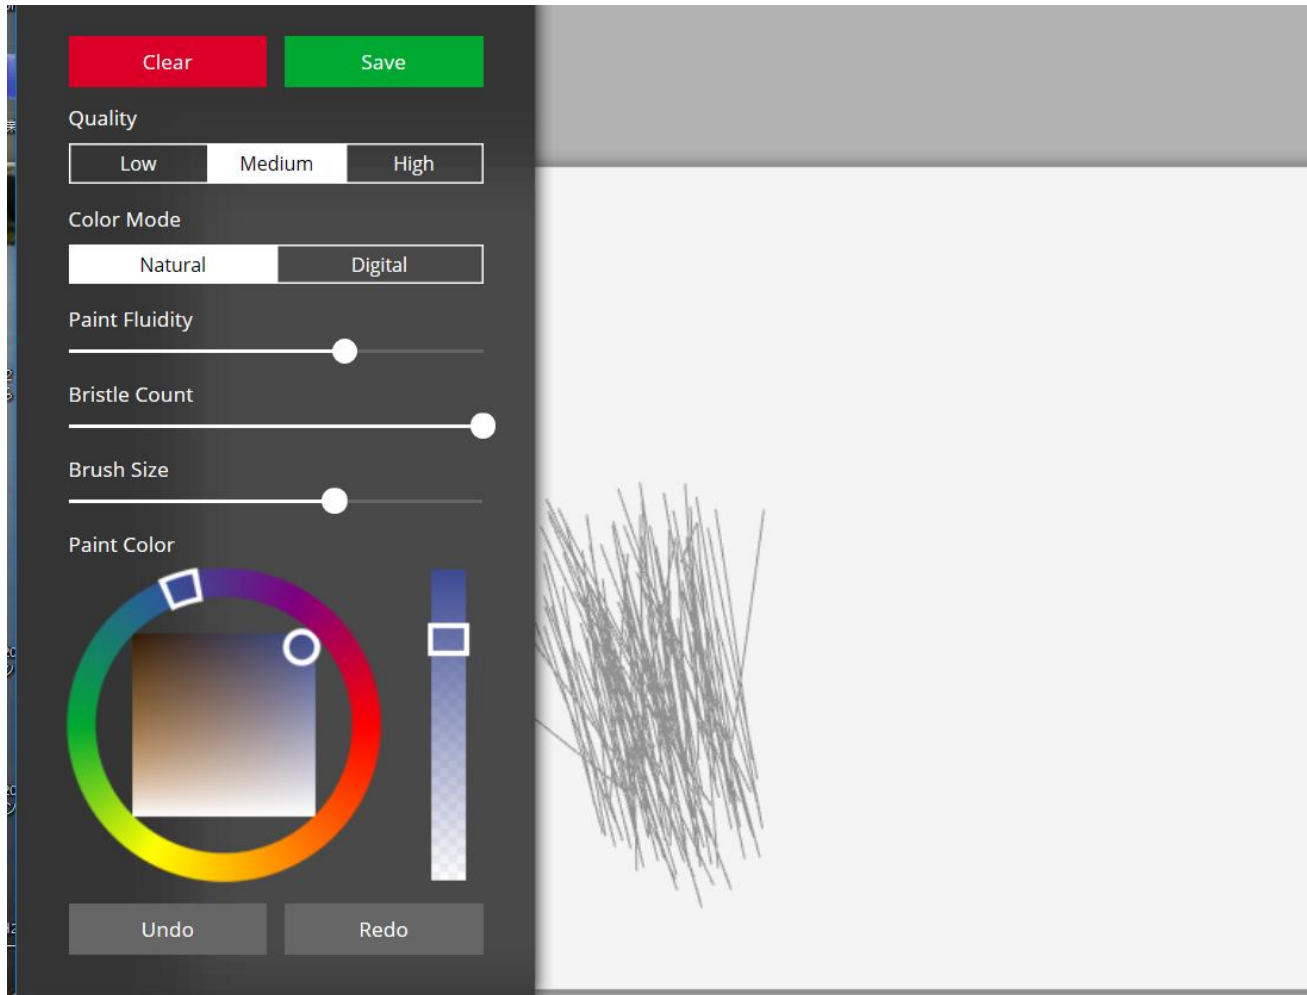 Clear Save
Quality
Low Medium High
Color Mode
Natural Digital
Paint Fluidity
Bristle Count
Brush Size
Paint Color
Undo Redo